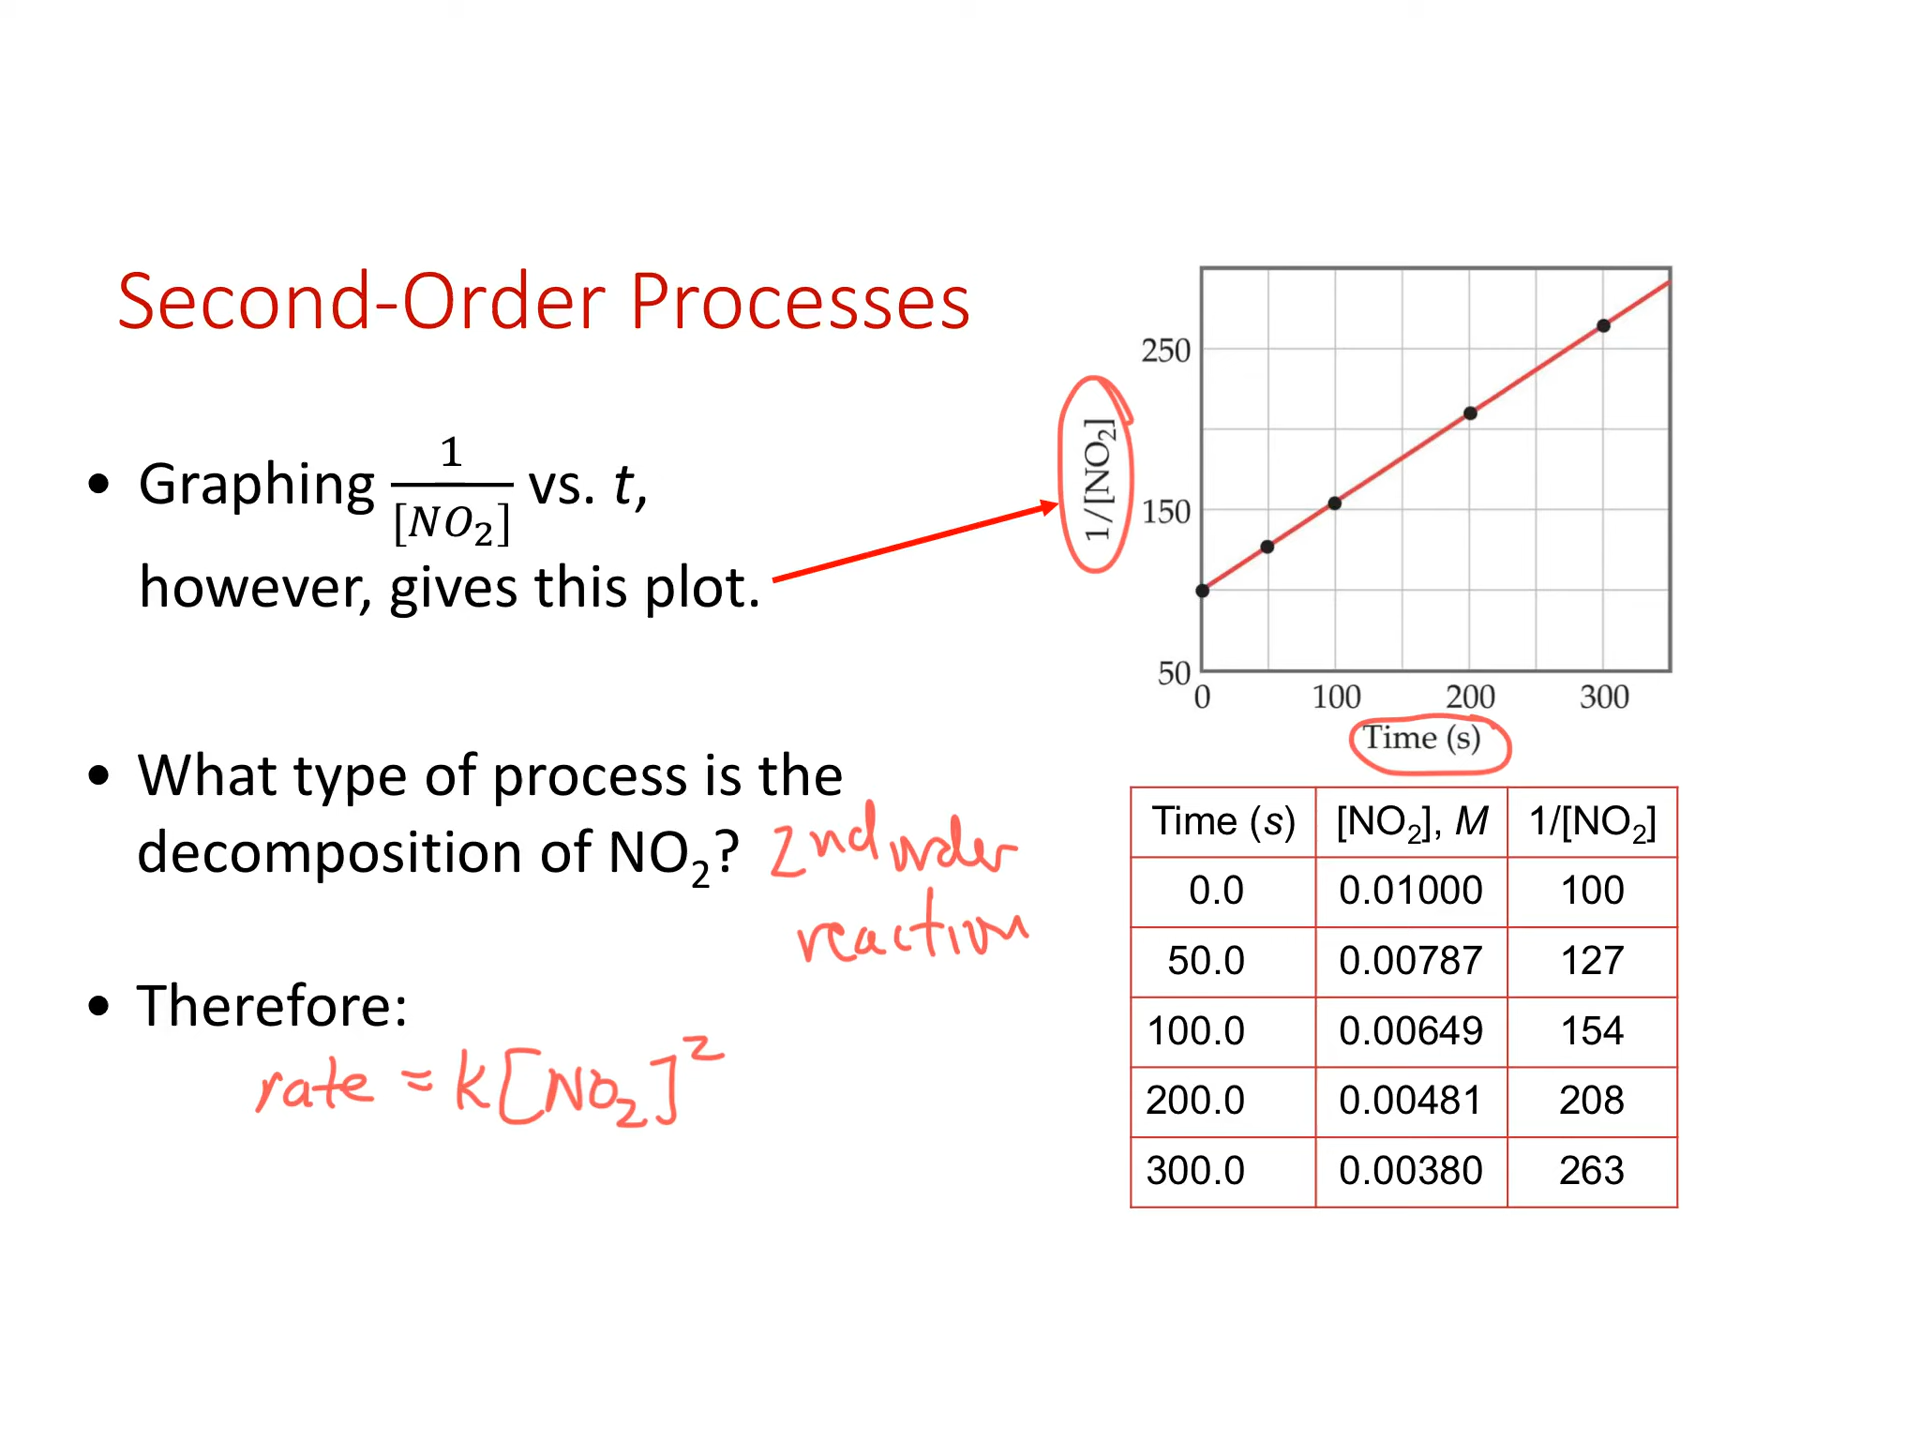 Second-Order Processes
• Graphing 1/[NO₂] vs. t,
however, gives this plot.
• What type of process is the
decomposition of NO₂? 2nd order
reaction
• Therefore:
rate = k[NO₂]²
1/[NO₂]
250
150
50
0 100 200 300
Time (s)
Time (s) [NO₂], M 1/[NO₂]
0.0 0.01000 100
50.0 0.00787 127
100.0 0.00649 154
200.0 0.00481 208
300.0 0.00380 263